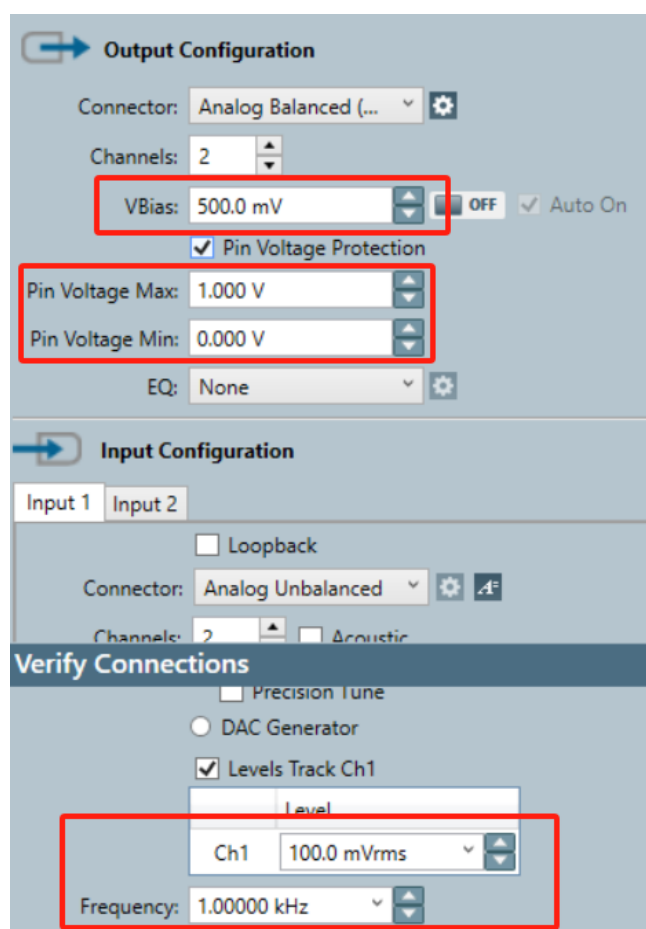 Output Configuration
Connector: Analog Balanced (...
Channels: 2
VBias: 500.0 mV OFF Auto On
Pin Voltage Protection
Pin Voltage Max: 1.000 V
Pin Voltage Min: 0.000 V
EQ: None
Input Configuration
Input 1 Input 2
Loopback
Connector: Analog Unbalanced A=
Channels: 2 Acoustic
Verify Connections
Precision Tune
DAC Generator
Levels Track Ch1
Level
Ch1 100.0 mVrms
Frequency: 1.00000 kHz